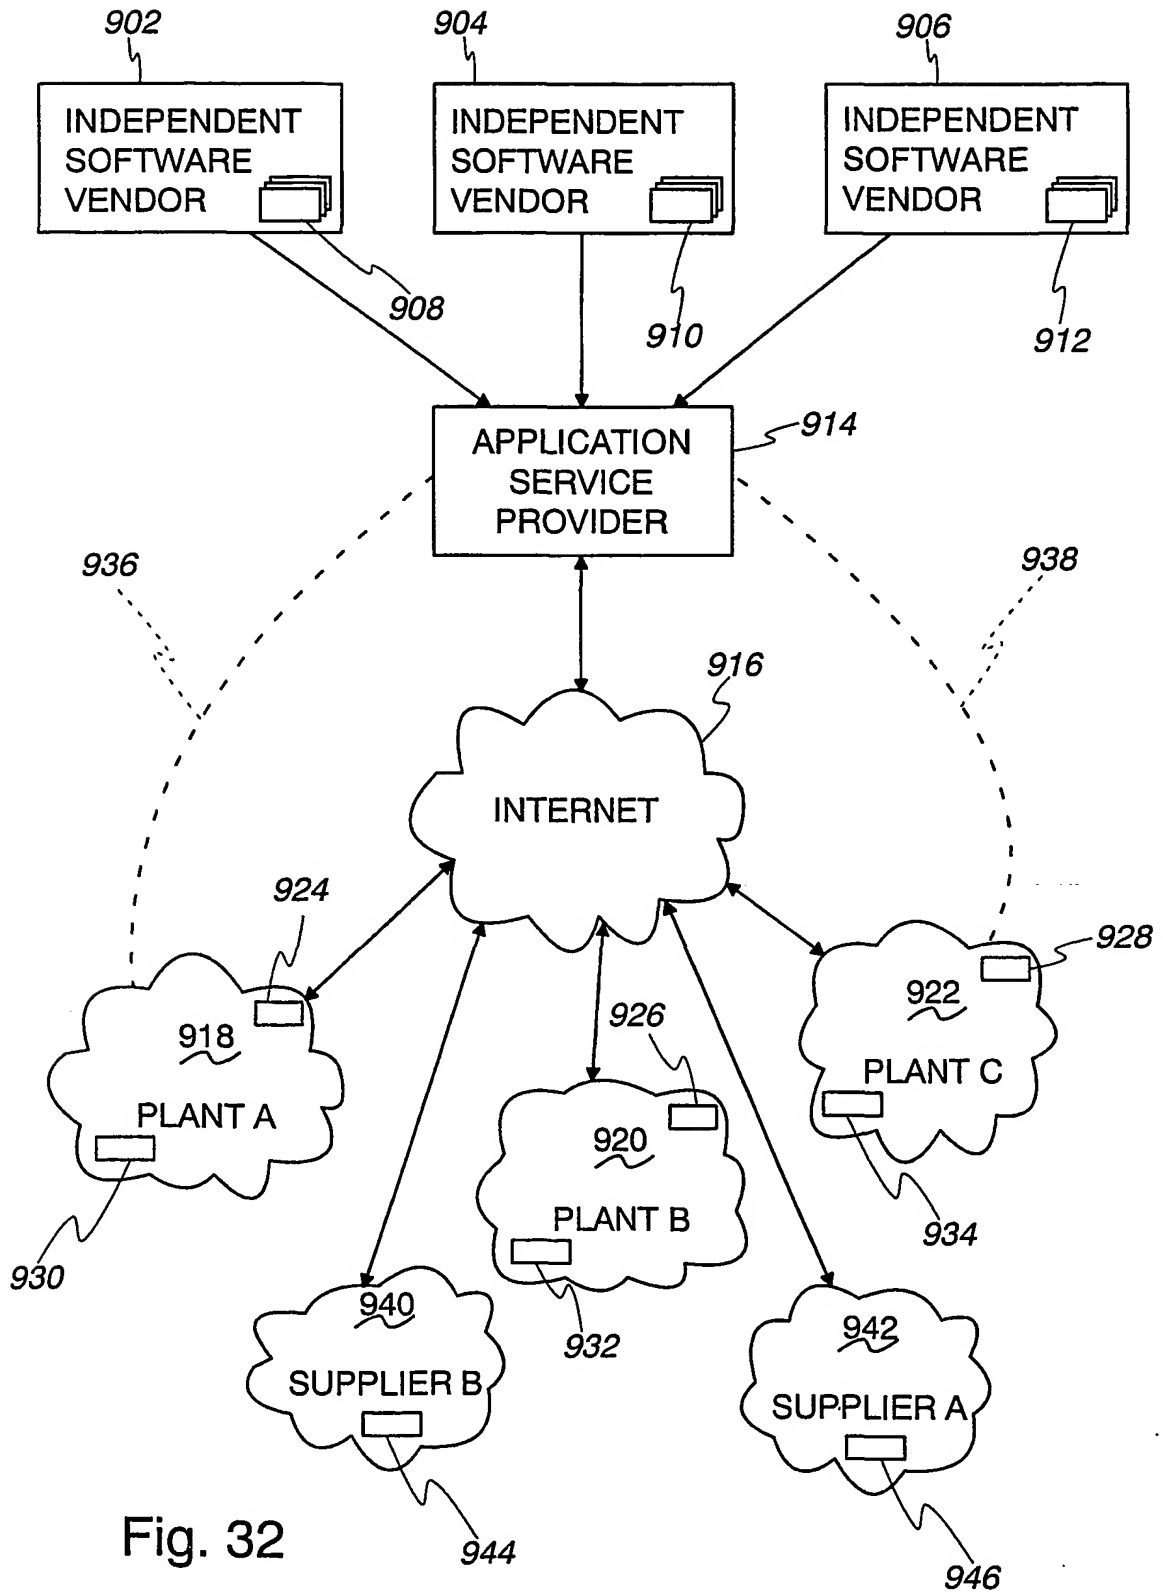 902
904
906
INDEPENDENT
SOFTWARE
VENDOR
INDEPENDENT
SOFTWARE
VENDOR
INDEPENDENT
SOFTWARE
VENDOR
908
910
912
APPLICATION
SERVICE
PROVIDER
914
936
938
916
INTERNET
924
928
918
926
922
PLANT A
PLANT C
920
930
PLANT B
934
932
940
942
SUPPLIER B
SUPPLIER A
944
946
Fig. 32